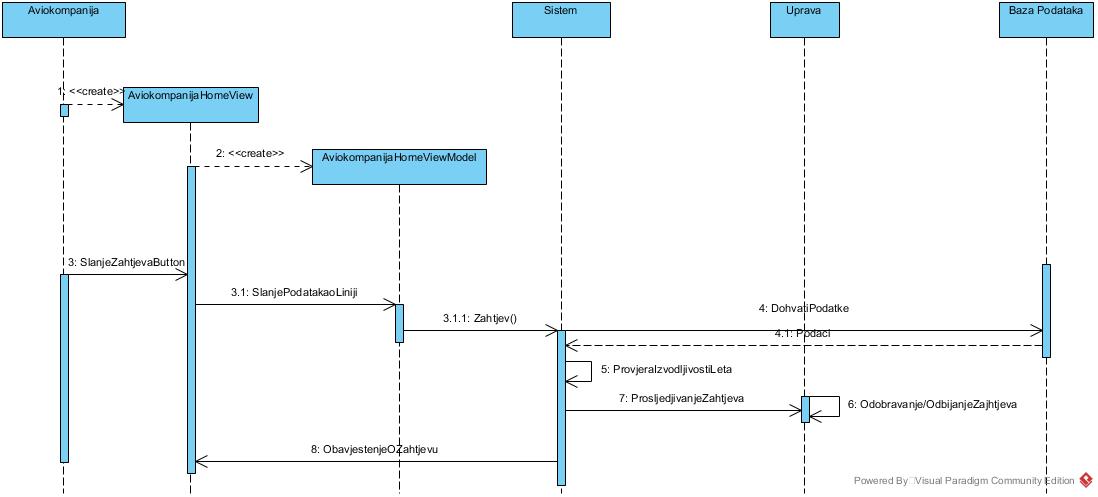 Aviokompanija
Sistem
Uprava
Baza Podataka
1: <<create>>
AviokompanijaHomeView
2: <<create>>
AviokompanijaHomeViewModel
3: SlanjeZahtjevaButton
3.1: SlanjePodatakaoLiniji
3.1.1: Zahtjev()
4: DohvatiPodatke
4.1: Podaci
5: ProvjeraIzvodljivostiLeta
7: ProsljedjivanjeZahtjeva
6: Odobravanje/OdbijanjeZajhtjeva
8: ObavjestenjeOZahtjevu
Powered By Visual Paradigm Community Edition